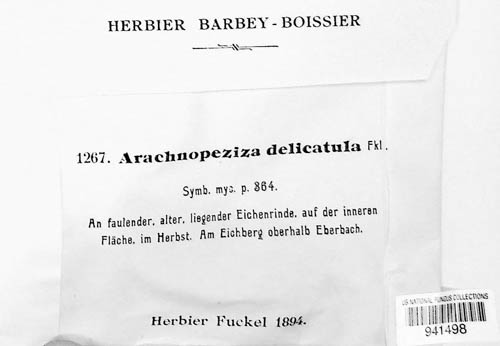 HERBIER BARBEY-BOISSIER
1267. Arachnopeziza delicatula Fkl.
Symb. myc. p. 364.
An faulender, alter, liegender Eichenrinde, auf der inneren
Fläche, im Herbst. Am Eichberg oberhalb Eberbach.
Herbier Fuckel 1894.
US NATIONAL FUNGUS COLLECTIONS
941498